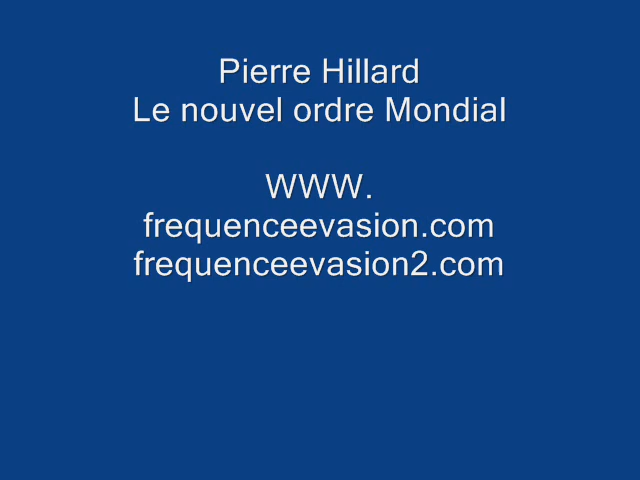 Pierre Hillard
Le nouvel ordre Mondial
WWW.
frequenceevasion.com
frequenceevasion2.com